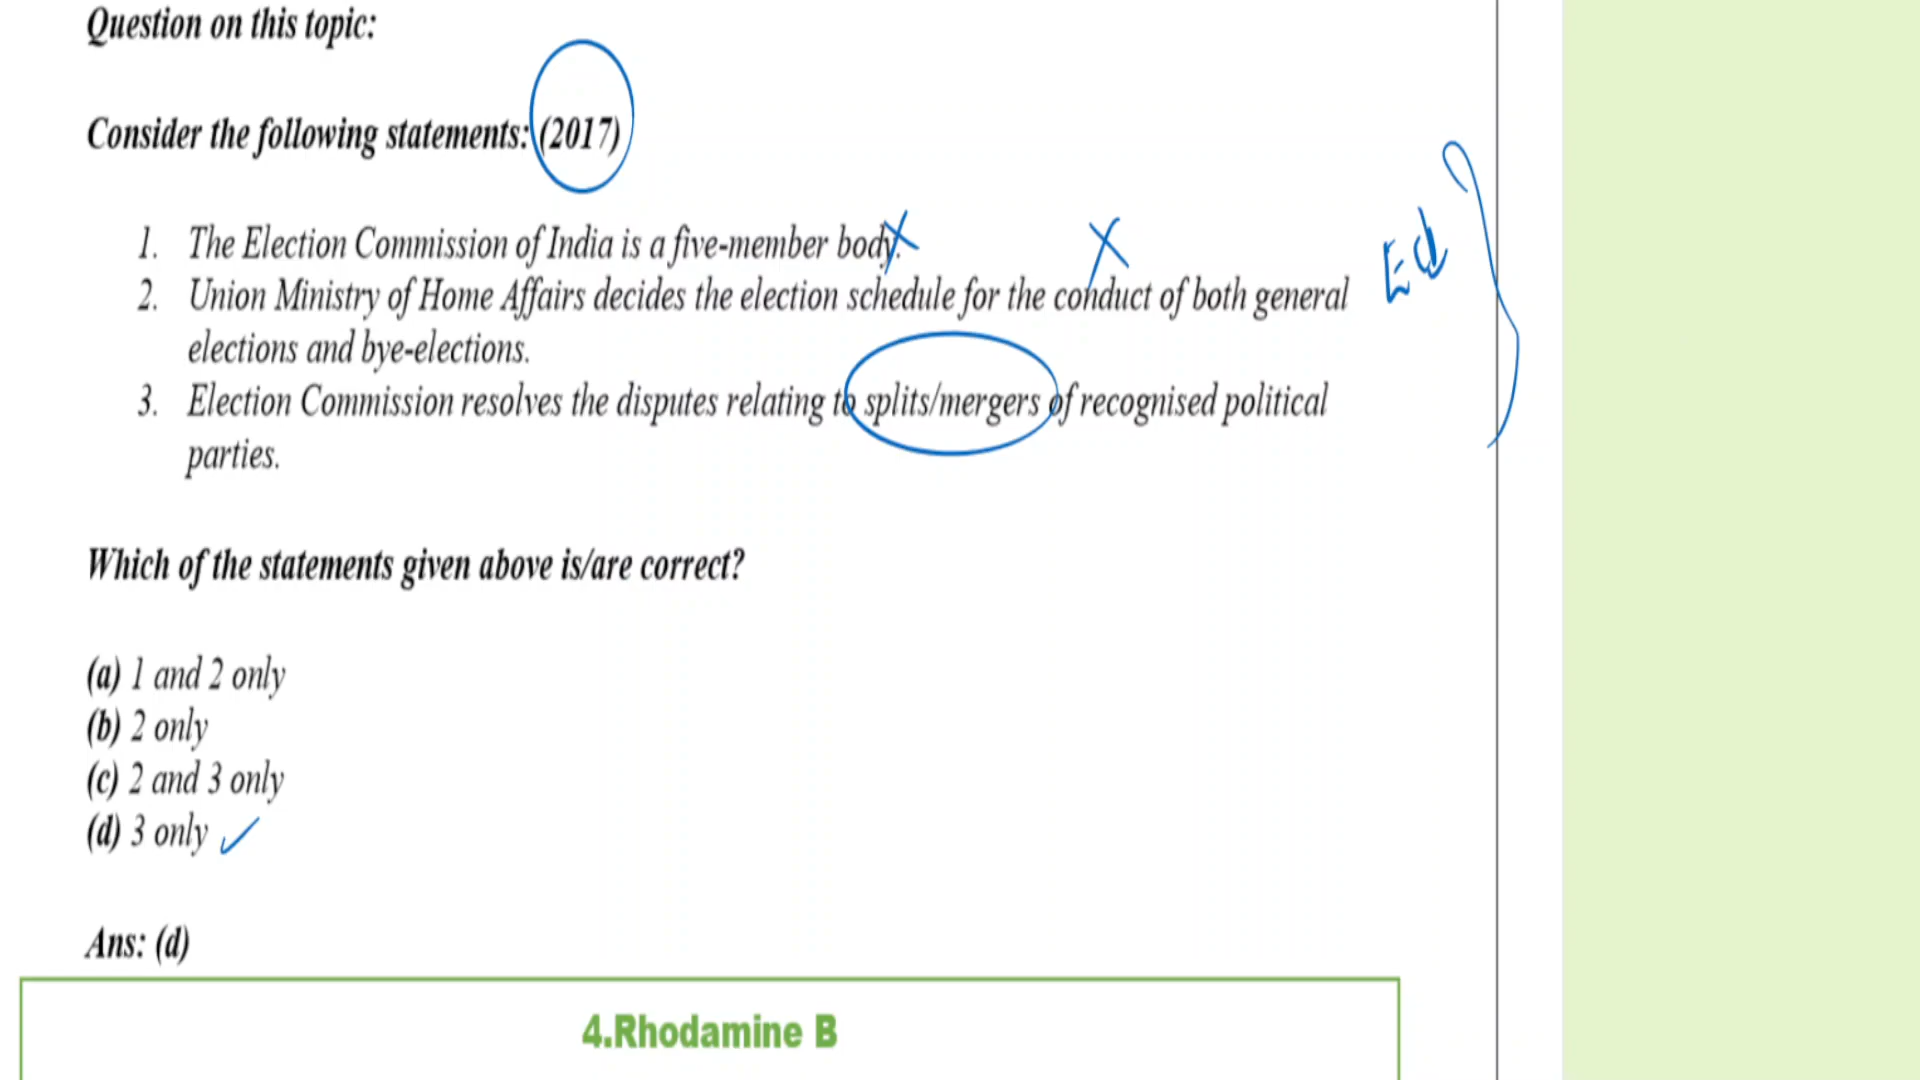 Question on this topic:
Consider the following statements: (2017)
1. The Election Commission of India is a five-member body.
2. Union Ministry of Home Affairs decides the election schedule for the conduct of both general
elections and bye-elections.
3. Election Commission resolves the disputes relating to splits/mergers of recognised political
parties.
Which of the statements given above is/are correct?
(a) 1 and 2 only
(b) 2 only
(c) 2 and 3 only
(d) 3 only
Ans: (d)
4.Rhodamine B